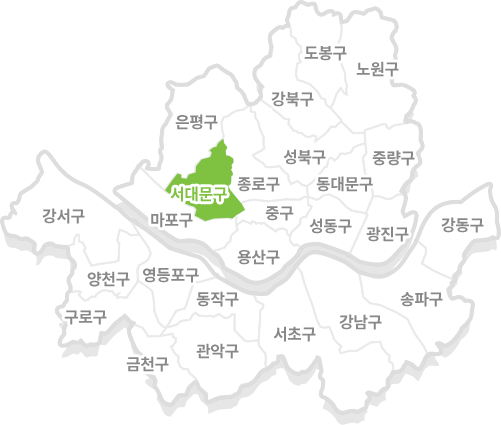 도봉구
노원구
강북구
은평구
성북구
중랑구
서대문구
종로구
동대문구
강서구
마포구
중구
성동구
광진구
강동구
용산구
양천구
영등포구
동작구
송파구
구로구
강남구
서초구
관악구
금천구